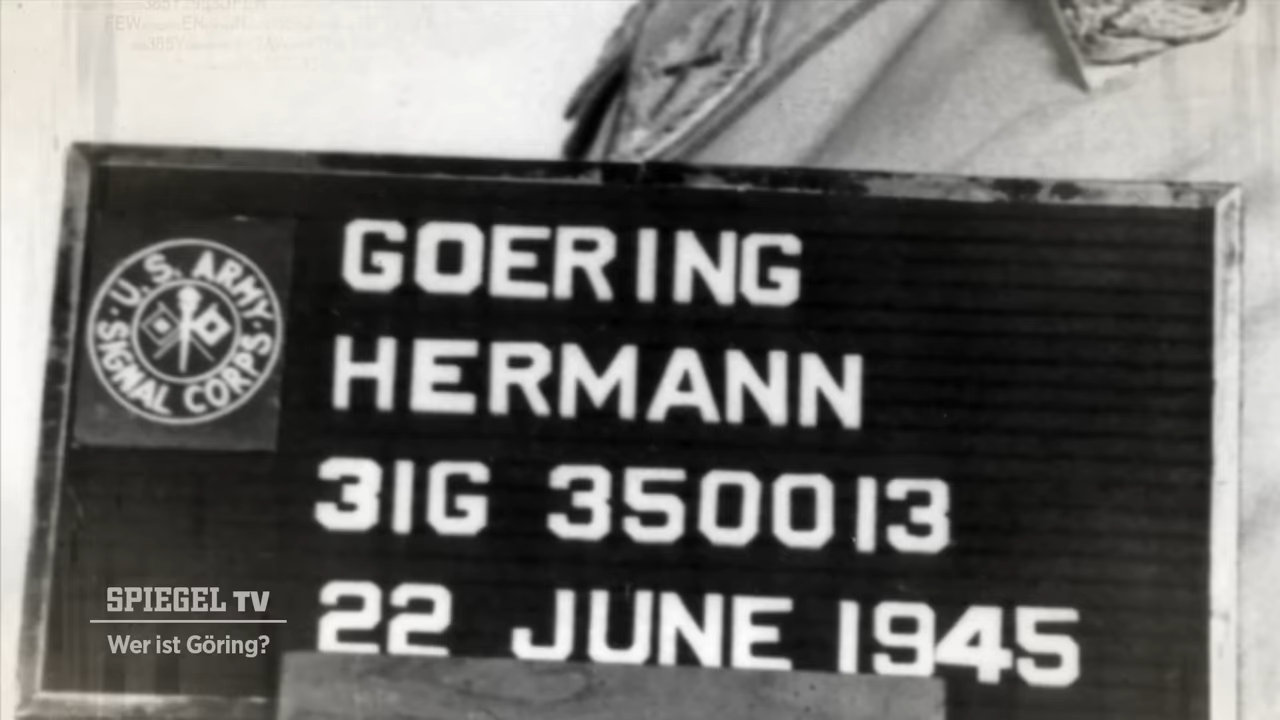 U.S. ARMY
SIGNAL CORPS
GOERING
HERMANN
31G 350013
22 JUNE 1945
SPIEGEL TV
Wer ist Göring?